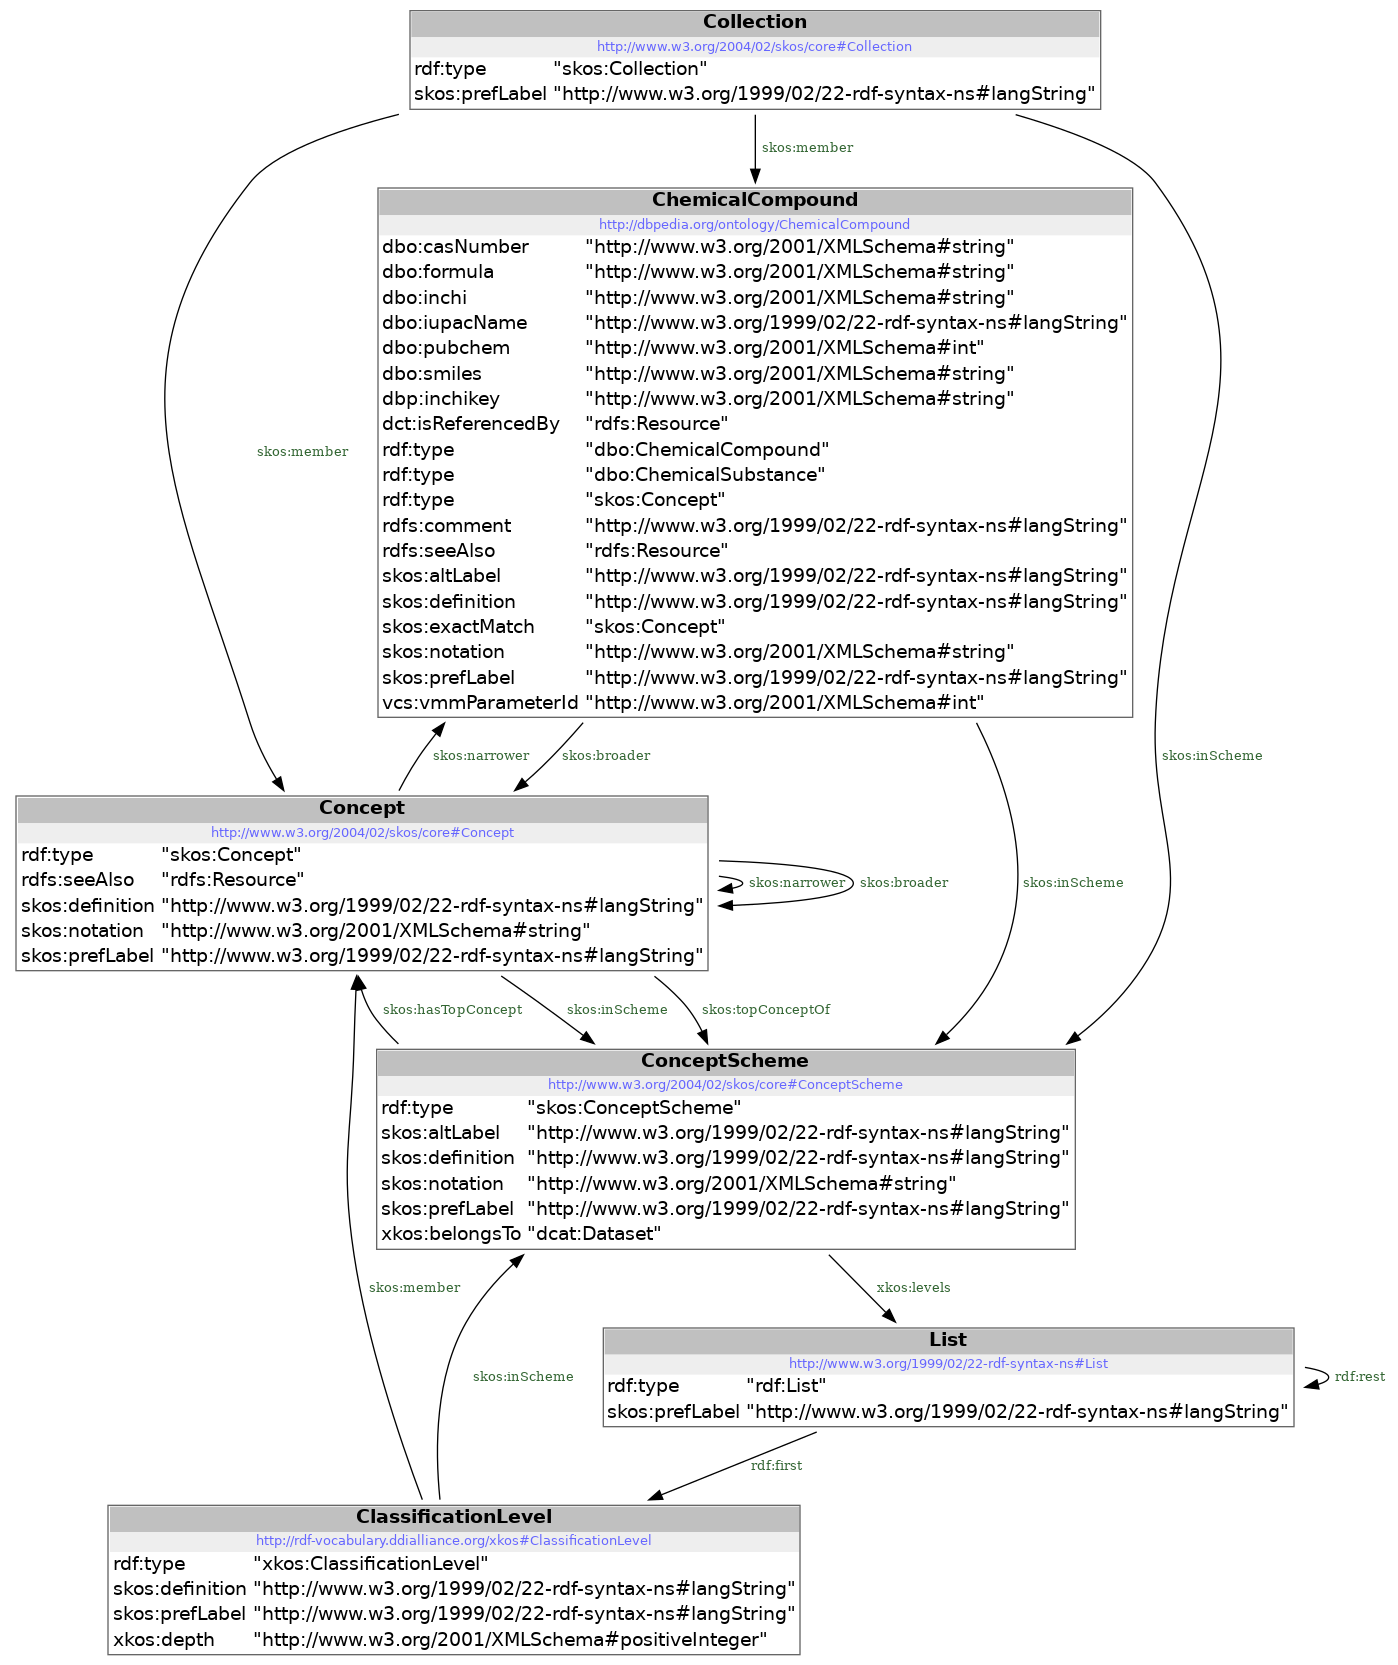 Collection
http://www.w3.org/2004/02/skos/core#Collection
rdf:type "skos:Collection"
skos:prefLabel "http://www.w3.org/1999/02/22-rdf-syntax-ns#langString"
skos:member
ChemicalCompound
http://dbpedia.org/ontology/ChemicalCompound
dbo:casNumber "http://www.w3.org/2001/XMLSchema#string"
dbo:formula "http://www.w3.org/2001/XMLSchema#string"
dbo:inchi "http://www.w3.org/2001/XMLSchema#string"
dbo:iupacName "http://www.w3.org/1999/02/22-rdf-syntax-ns#langString"
dbo:pubchem "http://www.w3.org/2001/XMLSchema#int"
dbo:smiles "http://www.w3.org/2001/XMLSchema#string"
dbp:inchikey "http://www.w3.org/2001/XMLSchema#string"
dct:isReferencedBy "rdfs:Resource"
rdf:type "dbo:ChemicalCompound"
rdf:type "dbo:ChemicalSubstance"
rdf:type "skos:Concept"
rdfs:comment "http://www.w3.org/1999/02/22-rdf-syntax-ns#langString"
rdfs:seeAlso "rdfs:Resource"
skos:altLabel "http://www.w3.org/1999/02/22-rdf-syntax-ns#langString"
skos:definition "http://www.w3.org/1999/02/22-rdf-syntax-ns#langString"
skos:exactMatch "skos:Concept"
skos:notation "http://www.w3.org/2001/XMLSchema#string"
skos:prefLabel "http://www.w3.org/1999/02/22-rdf-syntax-ns#langString"
vcs:vmmParameterId "http://www.w3.org/2001/XMLSchema#int"
skos:member
skos:narrower
skos:broader
skos:inScheme
Concept
http://www.w3.org/2004/02/skos/core#Concept
rdf:type "skos:Concept"
rdfs:seeAlso "rdfs:Resource"
skos:definition "http://www.w3.org/1999/02/22-rdf-syntax-ns#langString"
skos:notation "http://www.w3.org/2001/XMLSchema#string"
skos:prefLabel "http://www.w3.org/1999/02/22-rdf-syntax-ns#langString"
skos:narrower
skos:broader
skos:inScheme
skos:hasTopConcept
skos:inScheme
skos:topConceptOf
ConceptScheme
http://www.w3.org/2004/02/skos/core#ConceptScheme
rdf:type "skos:ConceptScheme"
skos:altLabel "http://www.w3.org/1999/02/22-rdf-syntax-ns#langString"
skos:definition "http://www.w3.org/1999/02/22-rdf-syntax-ns#langString"
skos:notation "http://www.w3.org/2001/XMLSchema#string"
skos:prefLabel "http://www.w3.org/1999/02/22-rdf-syntax-ns#langString"
xkos:belongsTo "dcat:Dataset"
skos:member
xkos:levels
List
http://www.w3.org/1999/02/22-rdf-syntax-ns#List
rdf:type "rdf:List"
skos:prefLabel "http://www.w3.org/1999/02/22-rdf-syntax-ns#langString"
skos:inScheme
rdf:rest
rdf:first
ClassificationLevel
http://rdf-vocabulary.ddialliance.org/xkos#ClassificationLevel
rdf:type "xkos:ClassificationLevel"
skos:definition "http://www.w3.org/1999/02/22-rdf-syntax-ns#langString"
skos:prefLabel "http://www.w3.org/1999/02/22-rdf-syntax-ns#langString"
xkos:depth "http://www.w3.org/2001/XMLSchema#positiveInteger"